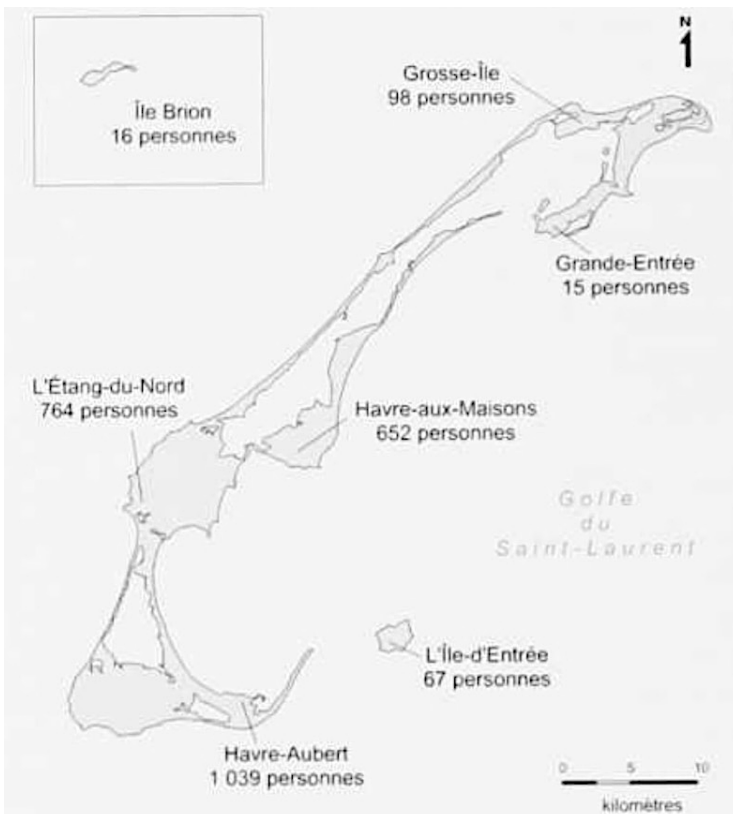 N
Île Brion
16 personnes
Grosse-Île
98 personnes
Grande-Entrée
15 personnes
L'Étang-du-Nord
764 personnes
Havre-aux-Maisons
652 personnes
Golfe
du
Saint-Laurent
L'Île-d'Entrée
67 personnes
Havre-Aubert
1 039 personnes
0 5 10
kilomètres